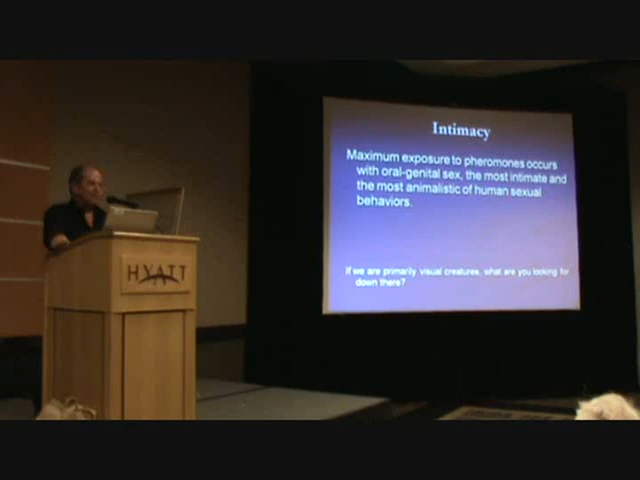 Intimacy
Maximum exposure to pheromones occurs
with oral-genital sex, the most intimate and
the most animalistic of human sexual
behaviors.
If we are primarily visual creatures, what are you looking for
down there?
HYATT